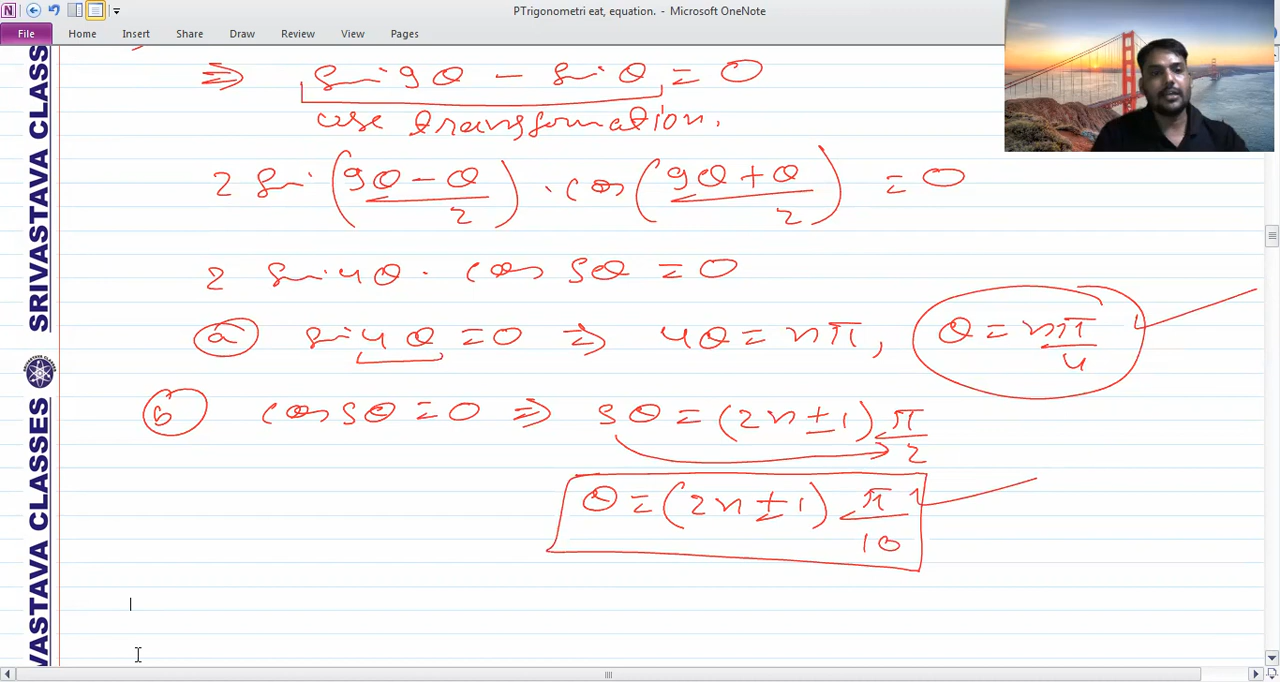 PTrigonometri eat, equation. - Microsoft OneNote
File Home Insert Share Draw Review View Pages
⇒ sin 9θ - sin θ = 0
use transformation.
2 sin (9θ - θ / 2) · cos (9θ + θ / 2) = 0
2 sin 4θ · cos 5θ = 0
(a) sin 4θ = 0 ⇒ 4θ = nπ, θ = nπ/4
(b) cos 5θ = 0 ⇒ 5θ = (2n ± 1) π/2
θ = (2n ± 1) π/10
SRIVASTAVA CLASS
VASTAVA CLASSES